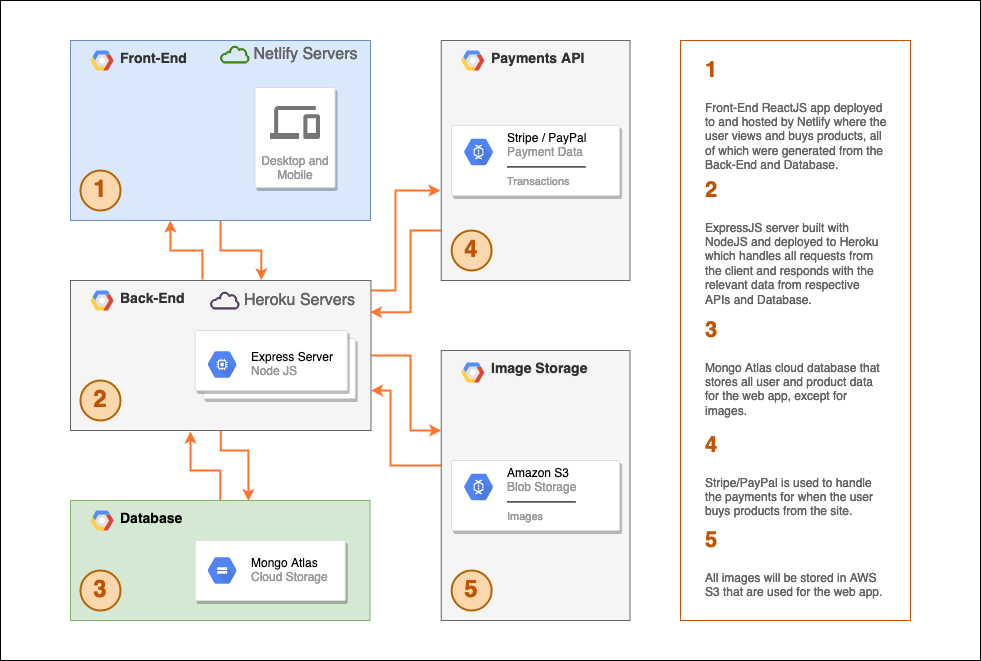 Front-End
Netlify Servers
Desktop and
Mobile
1
Back-End
Heroku Servers
Express Server
Node JS
2
Database
Mongo Atlas
Cloud Storage
3
Payments API
Stripe / PayPal
Payment Data
Transactions
4
Image Storage
Amazon S3
Blob Storage
Images
5
1
Front-End ReactJS app deployed
to and hosted by Netlify where the
user views and buys products, all
of which were generated from the
Back-End and Database.
2
ExpressJS server built with
NodeJS and deployed to Heroku
which handles all requests from
the client and responds with the
relevant data from respective
APIs and Database.
3
Mongo Atlas cloud database that
stores all user and product data
for the web app, except for
images.
4
Stripe/PayPal is used to handle
the payments for when the user
buys products from the site.
5
All images will be stored in AWS
S3 that are used for the web app.